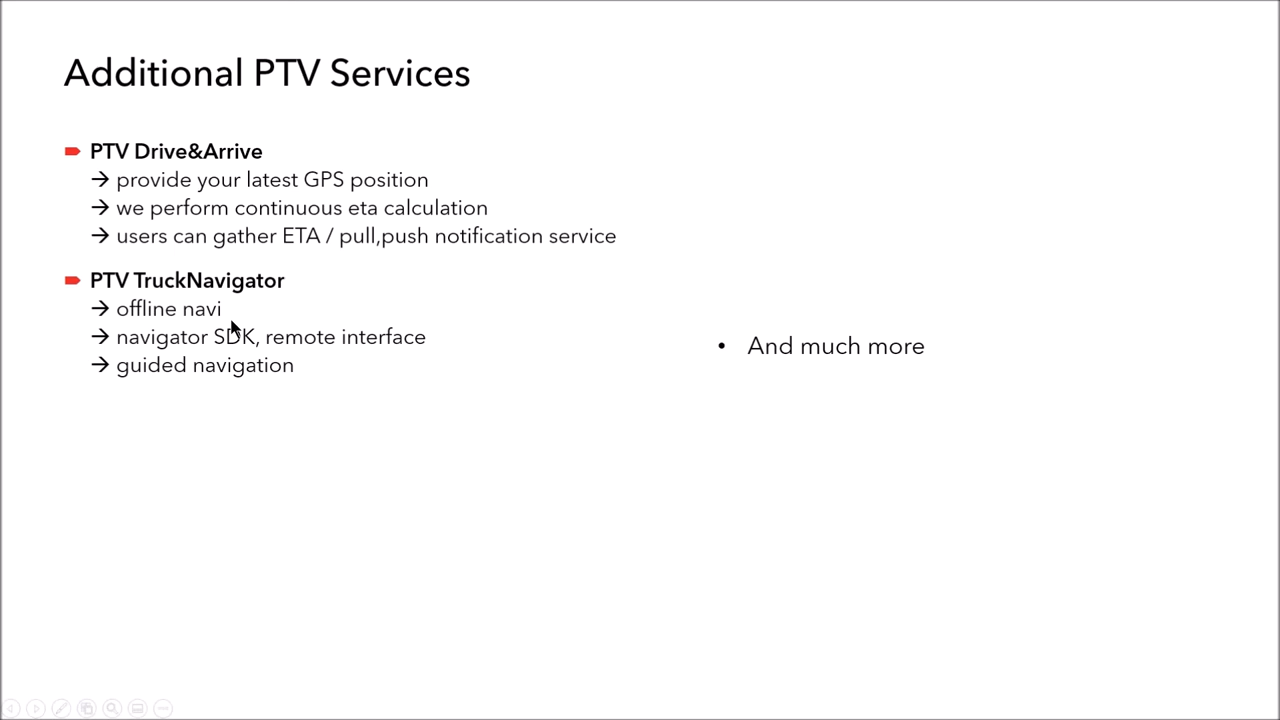 Additional PTV Services
PTV Drive&Arrive
→ provide your latest GPS position
→ we perform continuous eta calculation
→ users can gather ETA / pull,push notification service
PTV TruckNavigator
→ offline navi
→ navigator SDK, remote interface
→ guided navigation
• And much more